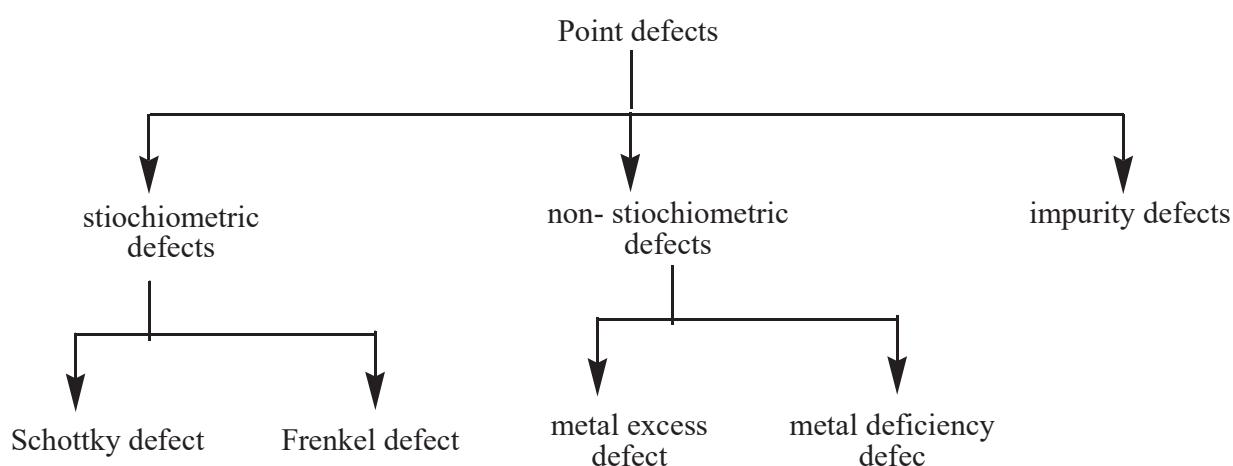 Point defects
stiochiometric
defects
non- stiochiometric
defects
impurity defects
Schottky defect
Frenkel defect
metal excess
defect
metal deficiency
defec